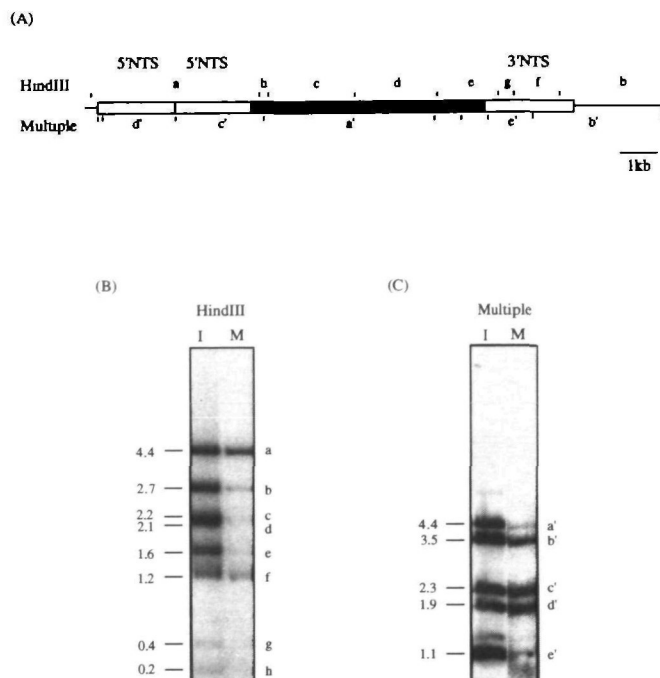 (A)
5'NTS 5'NTS 3'NTS
HindIII a b c d e g f b
Multiple d' c' a' e' b'
1kb
(B)
HindIII
I M
4.4 a
2.7 b
2.2 c
2.1 d
1.6 e
1.2 f
0.4 g
0.2 h
(C)
Multiple
I M
4.4 a'
3.5 b'
2.3 c'
1.9 d'
1.1 e'